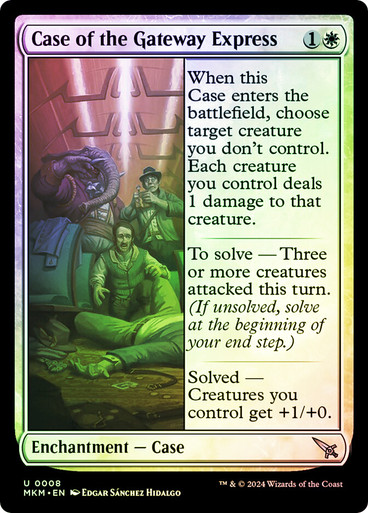 Case of the Gateway Express 1
When this
Case enters the
battlefield, choose
target creature
you don't control.
Each creature
you control deals
1 damage to that
creature.
To solve — Three
or more creatures
attacked this turn.
(If unsolved, solve
at the beginning of
your end step.)
Solved —
Creatures you
control get +1/+0.
Enchantment — Case
U 0008
MKM • EN Edgar Sánchez Hidalgo
™ & © 2024 Wizards of the Coast